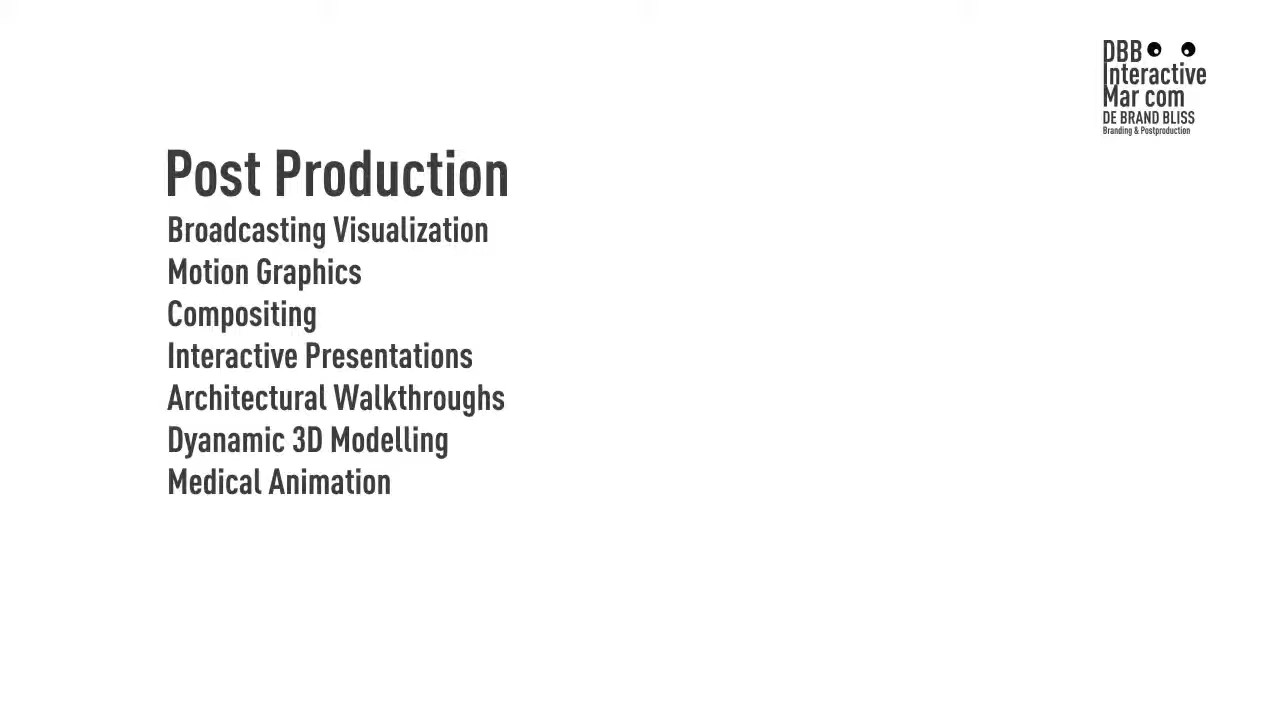 DBB
Interactive
Mar com
DE BRAND BLISS
Branding & Postproduction
Post Production
Broadcasting Visualization
Motion Graphics
Compositing
Interactive Presentations
Architectural Walkthroughs
Dyanamic 3D Modelling
Medical Animation